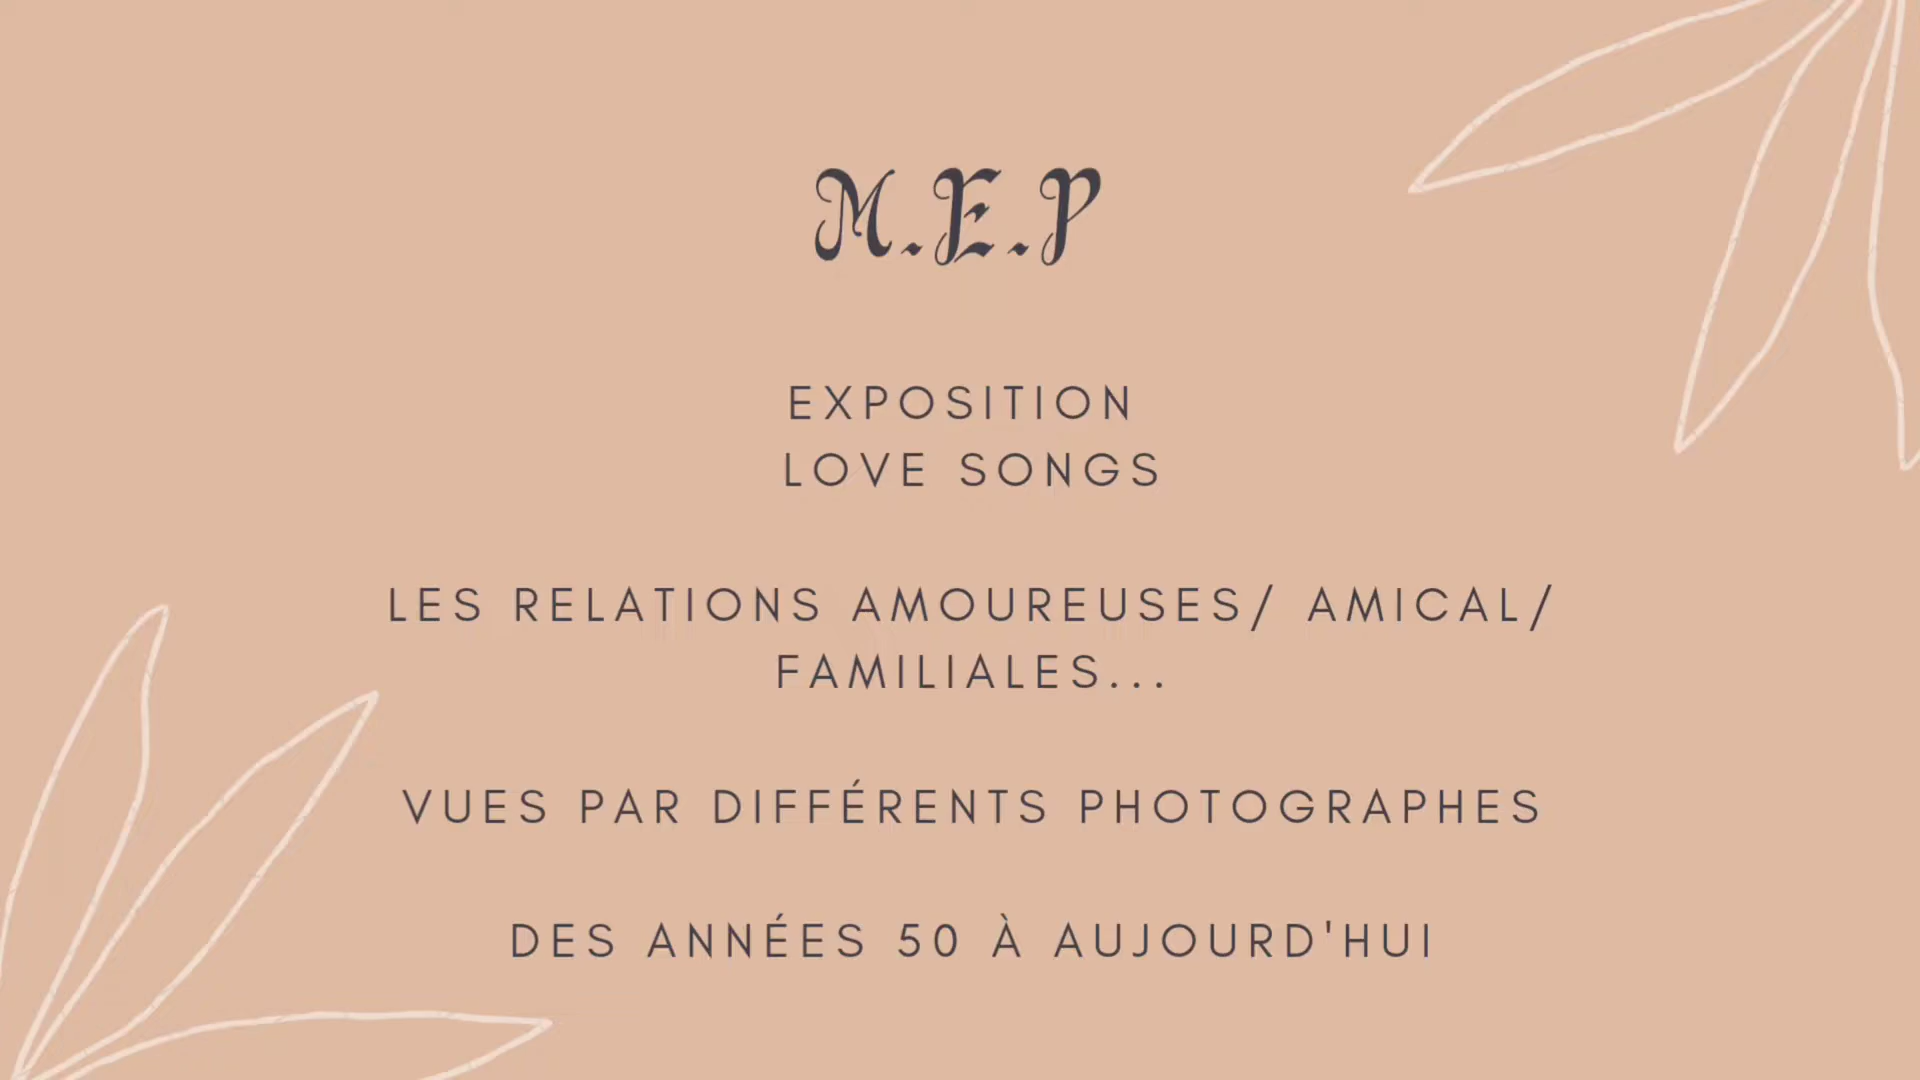 M.E.P
EXPOSITION
LOVE SONGS
LES RELATIONS AMOUREUSES/ AMICAL/
FAMILIALES...
VUES PAR DIFFÉRENTS PHOTOGRAPHES
DES ANNÉES 50 À AUJOURD'HUI